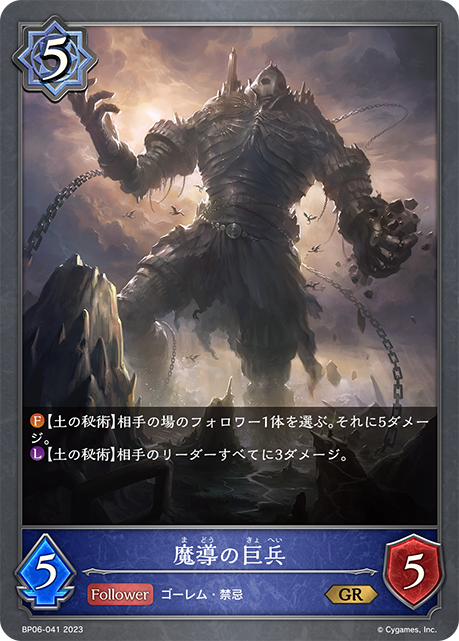 5
F【土の秘術】相手の場のフォロワー1体を選ぶ。それに5ダメー
ジ。
L【土の秘術】相手のリーダーすべてに3ダメージ。
ま どう きょ へい
魔導の巨兵
5
Follower ゴーレム・禁忌 GR
5
BP06-041 2023 © Cygames, Inc.